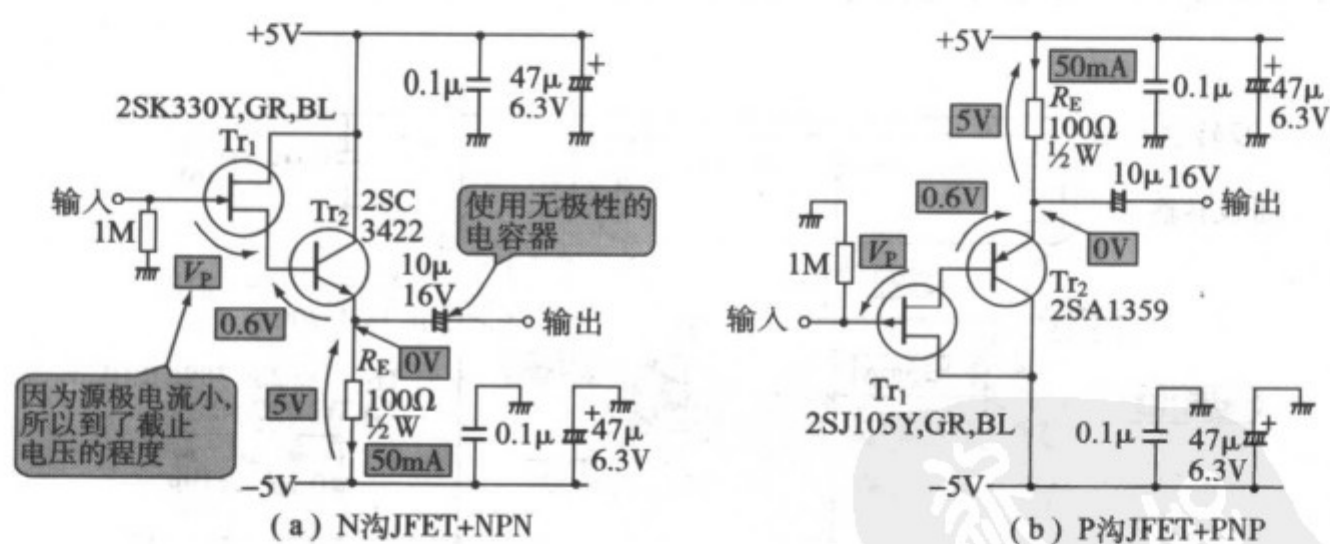 +5V
0.1μ
47μ
+
6.3V
2SK330Y,GR,BL
Tr₁
输入
1M
V_P
Tr₂
2SC
3422
使用无极性的
电容器
10μ
16V
输出
0.6V
0V
R_E
5V
100Ω
½W
50mA
因为源极电流小,
所以到了截止
电压的程度
0.1μ
+
47μ
6.3V
−5V
(a) N沟JFET+NPN
+5V
50mA
0.1μ
+
47μ
6.3V
R_E
5V
100Ω
½W
10μ 16V
输出
0.6V
0V
1M
V_P
Tr₂
2SA1359
输入
Tr₁
2SJ105Y,GR,BL
0.1μ
+
47μ
6.3V
−5V
(b) P沟JFET+PNP